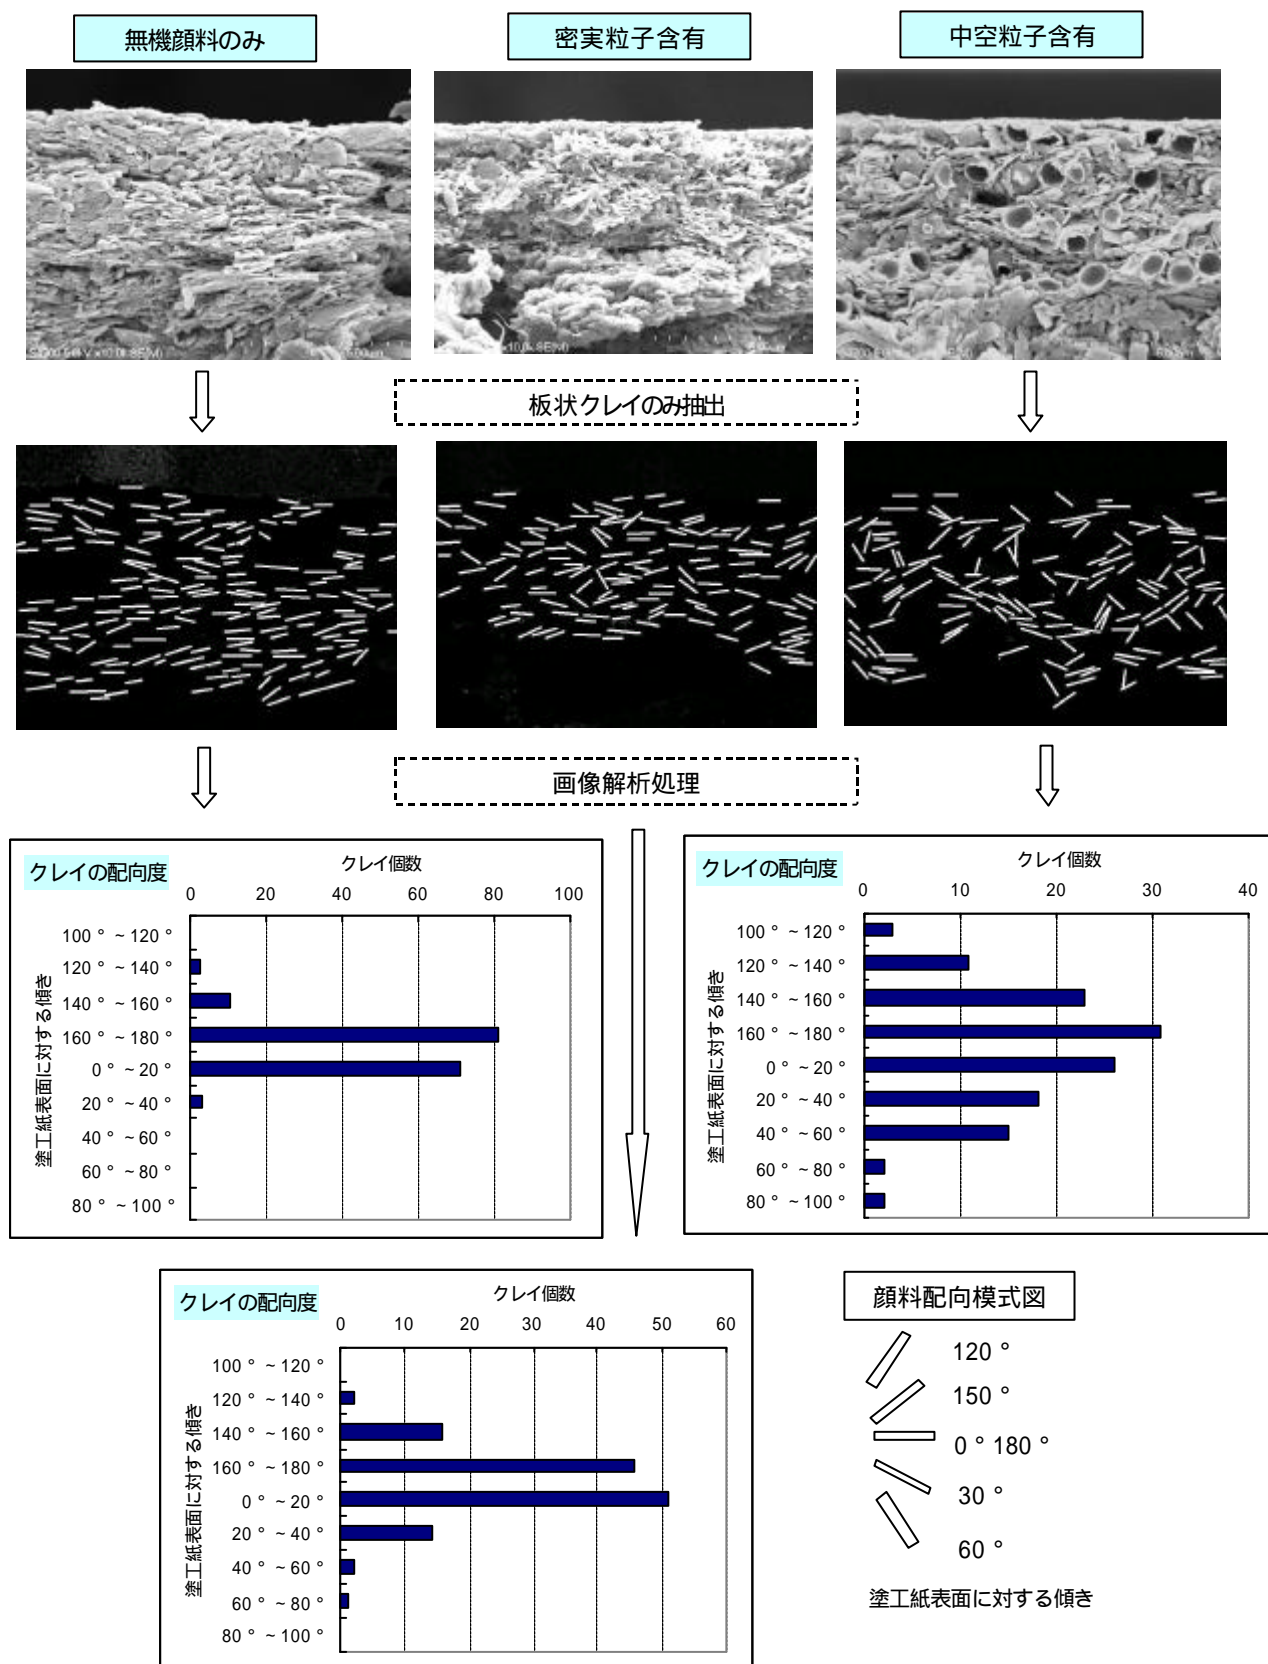 無機顔料のみ
密実粒子含有
中空粒子含有
板状クレイのみ抽出
画像解析処理
クレイの配向度
クレイ個数
0 20 40 60 80 100
塗工紙表面に対する傾き
100 ° ~ 120 °
120 ° ~ 140 °
140 ° ~ 160 °
160 ° ~ 180 °
0 ° ~ 20 °
20 ° ~ 40 °
40 ° ~ 60 °
60 ° ~ 80 °
80 ° ~ 100 °
クレイの配向度
クレイ個数
0 10 20 30 40
塗工紙表面に対する傾き
100 ° ~ 120 °
120 ° ~ 140 °
140 ° ~ 160 °
160 ° ~ 180 °
0 ° ~ 20 °
20 ° ~ 40 °
40 ° ~ 60 °
60 ° ~ 80 °
80 ° ~ 100 °
クレイの配向度
クレイ個数
0 10 20 30 40 50 60
塗工紙表面に対する傾き
100 ° ~ 120 °
120 ° ~ 140 °
140 ° ~ 160 °
160 ° ~ 180 °
0 ° ~ 20 °
20 ° ~ 40 °
40 ° ~ 60 °
60 ° ~ 80 °
80 ° ~ 100 °
顔料配向模式図
120 °
150 °
0 ° 180 °
30 °
60 °
塗工紙表面に対する傾き